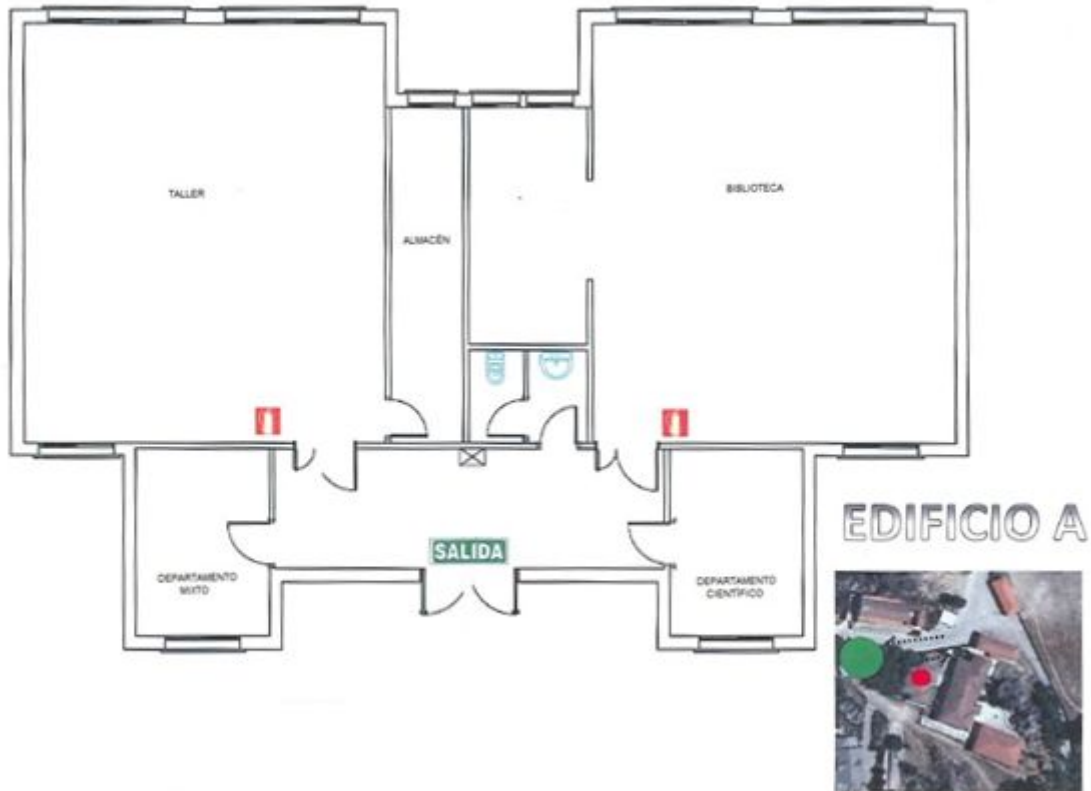 TALLER
BIBLIOTECA
ALMACÉN
SALIDA
EDIFICIO A
DEPARTAMENTO
MIXTO
DEPARTAMENTO
CIENTÍFICO